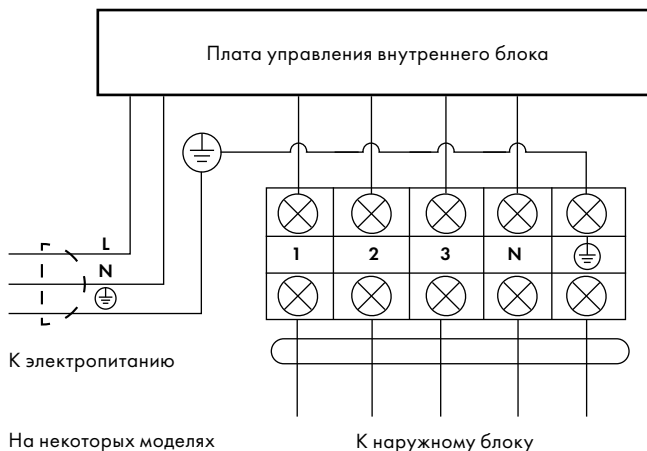 Плата управления внутреннего блока
L
N
1 2 3 N
К электропитанию
На некоторых моделях
К наружному блоку